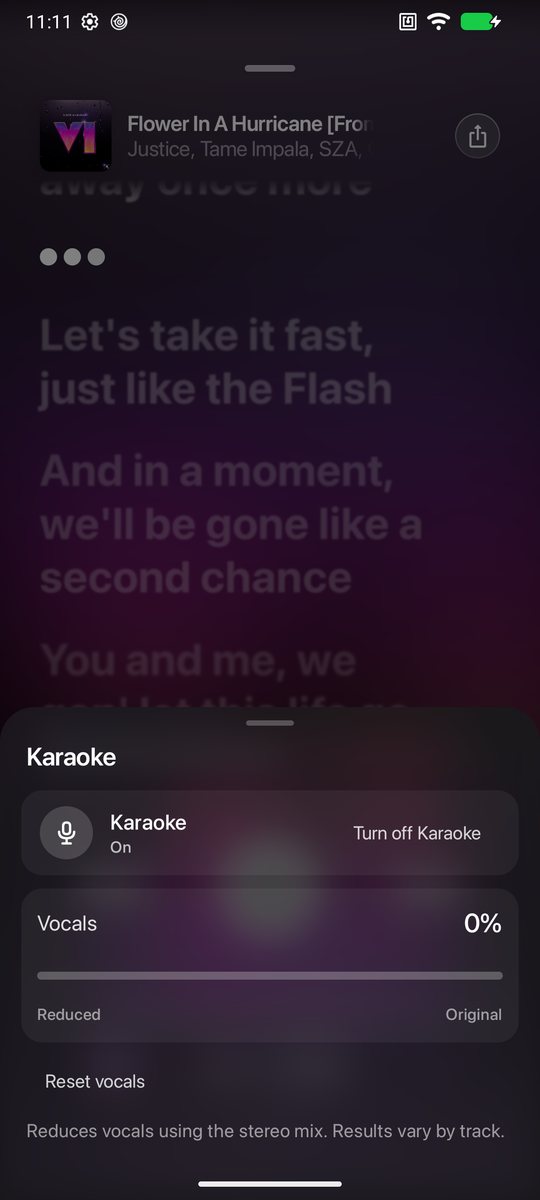 11:11
Flower In A Hurricane [Fro
Justice, Tame Impala, SZA,
VI
away once more
Let's take it fast,
just like the Flash
And in a moment,
we'll be gone like a
second chance
You and me, we
Karaoke
Karaoke
On
Turn off Karaoke
Vocals
0%
Reduced
Original
Reset vocals
Reduces vocals using the stereo mix. Results vary by track.